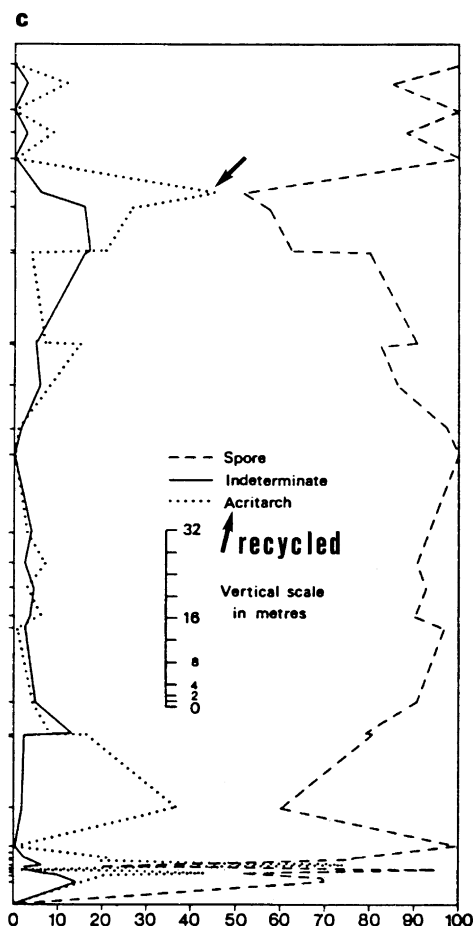 c
Spore
Indeterminate
Acritarch
recycled
32
16
8
4
2
0
Vertical scale
in metres
0 10 20 30 40 50 60 70 80 90 100